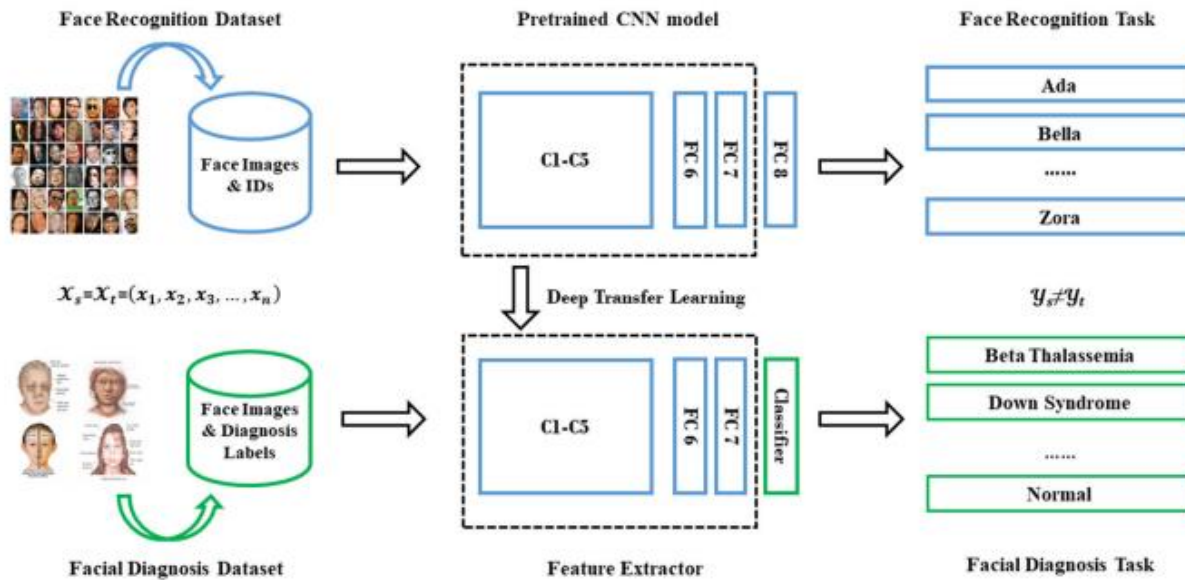 Face Recognition Dataset
Pretrained CNN model
Face Recognition Task
Face Images
& IDs
C1-C5
FC 6
FC 7
FC 8
Ada
Bella
......
Zora
𝒳ₛ=𝒳ₜ=(x₁, x₂, x₃, ..., xₙ)
Deep Transfer Learning
𝒴ₛ≠𝒴ₜ
Face Images
& Diagnosis
Labels
C1-C5
FC 6
FC 7
Classifier
Beta Thalassemia
Down Syndrome
......
Normal
Facial Diagnosis Dataset
Feature Extractor
Facial Diagnosis Task